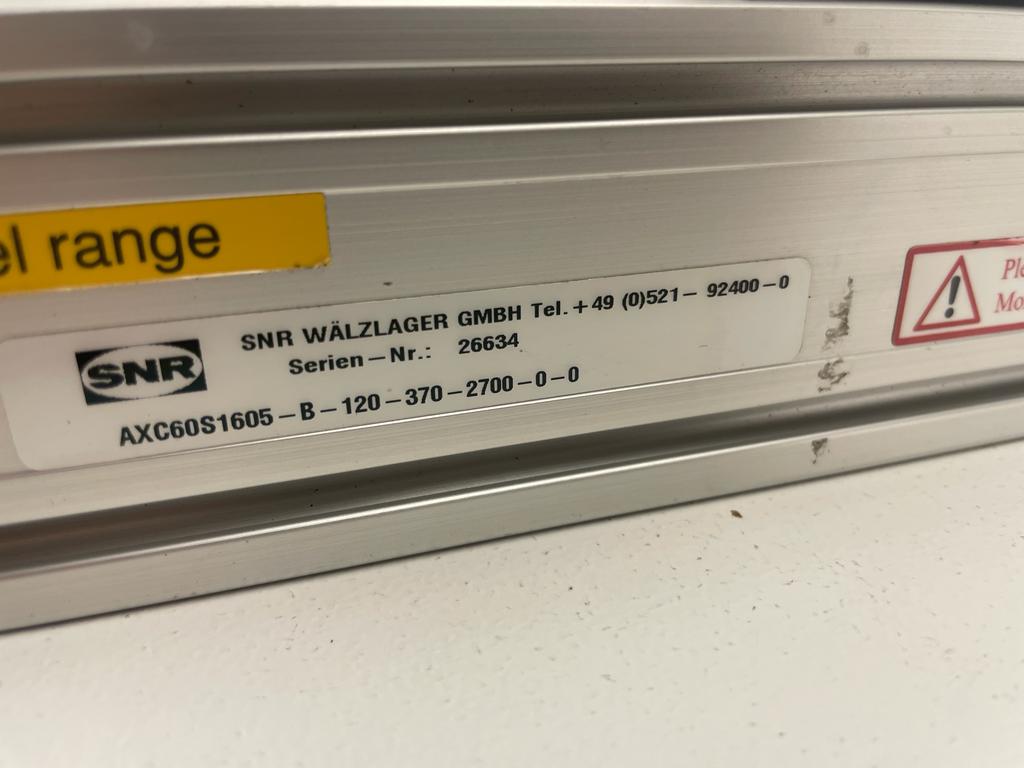 el range
SNR
SNR WÄLZLAGER GMBH Tel.+49 (0)521-92400-0
Serien-Nr.: 26634
AXC60S1605-B-120-370-2700-0-0